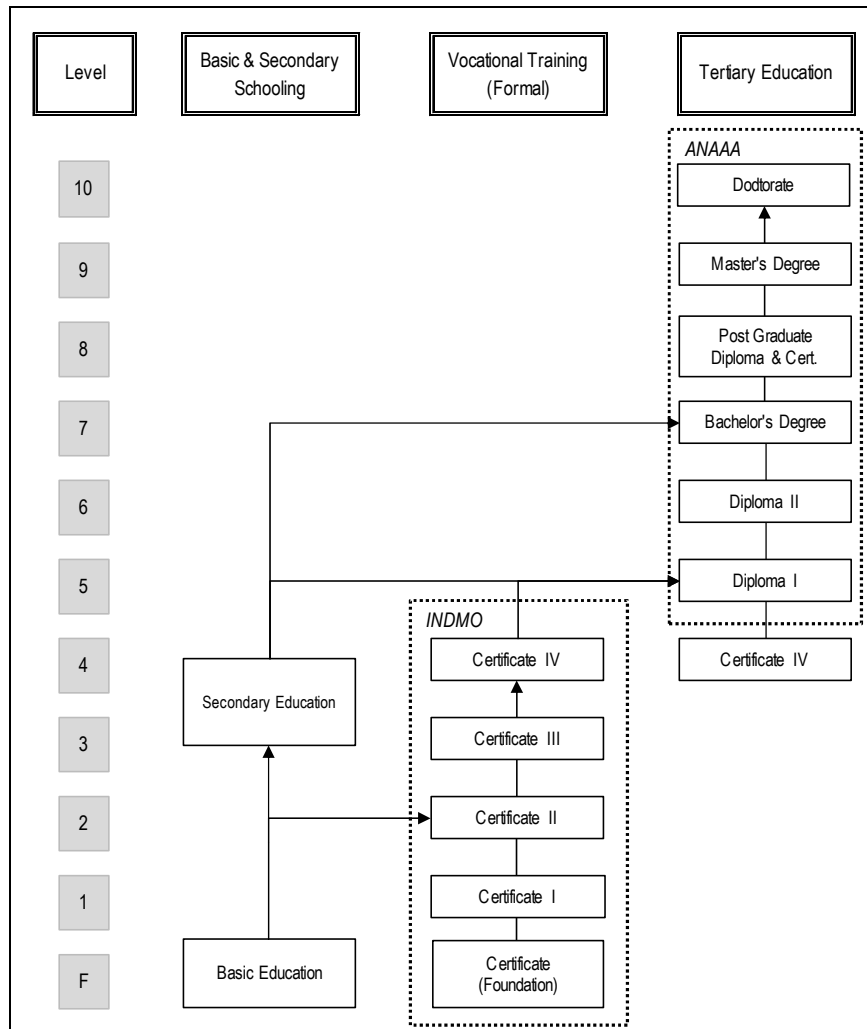 Level
Basic & Secondary
Schooling
Vocational Training
(Formal)
Tertiary Education
ANAAA
10
Dodtorate
9
Master's Degree
8
Post Graduate
Diploma & Cert.
7
Bachelor's Degree
6
Diploma II
5
Diploma I
INDMO
4
Certificate IV
Certificate IV
Secondary Education
3
Certificate III
2
Certificate II
1
Certificate I
F
Basic Education
Certificate
(Foundation)